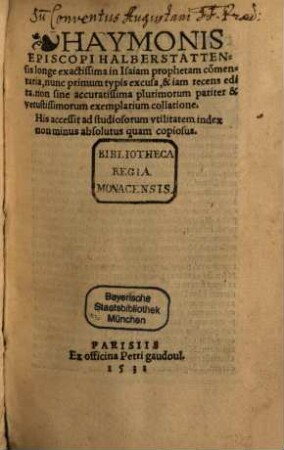 Su Conventus Augustani FF. Præd:
HAYMONIS
EPISCOPI HALBERSTATTEN-
sis longe exactissima in Isaiam prophetam cōmen-
taria, nunc primum typis excusa, & iam recens edi
ta. non sine accuratissima plurimorum pariter &
vetustissimorum exemplarium collatione.
His accessit ad studiosorum vtilitatem index
non minus absolutus quam copiosus.
BIBLIOTHECA
REGIA
MONACENSIS.
Bayerische
Staatsbibliothek
München
PARISIIS
Ex officina Petri gaudoul.
1531